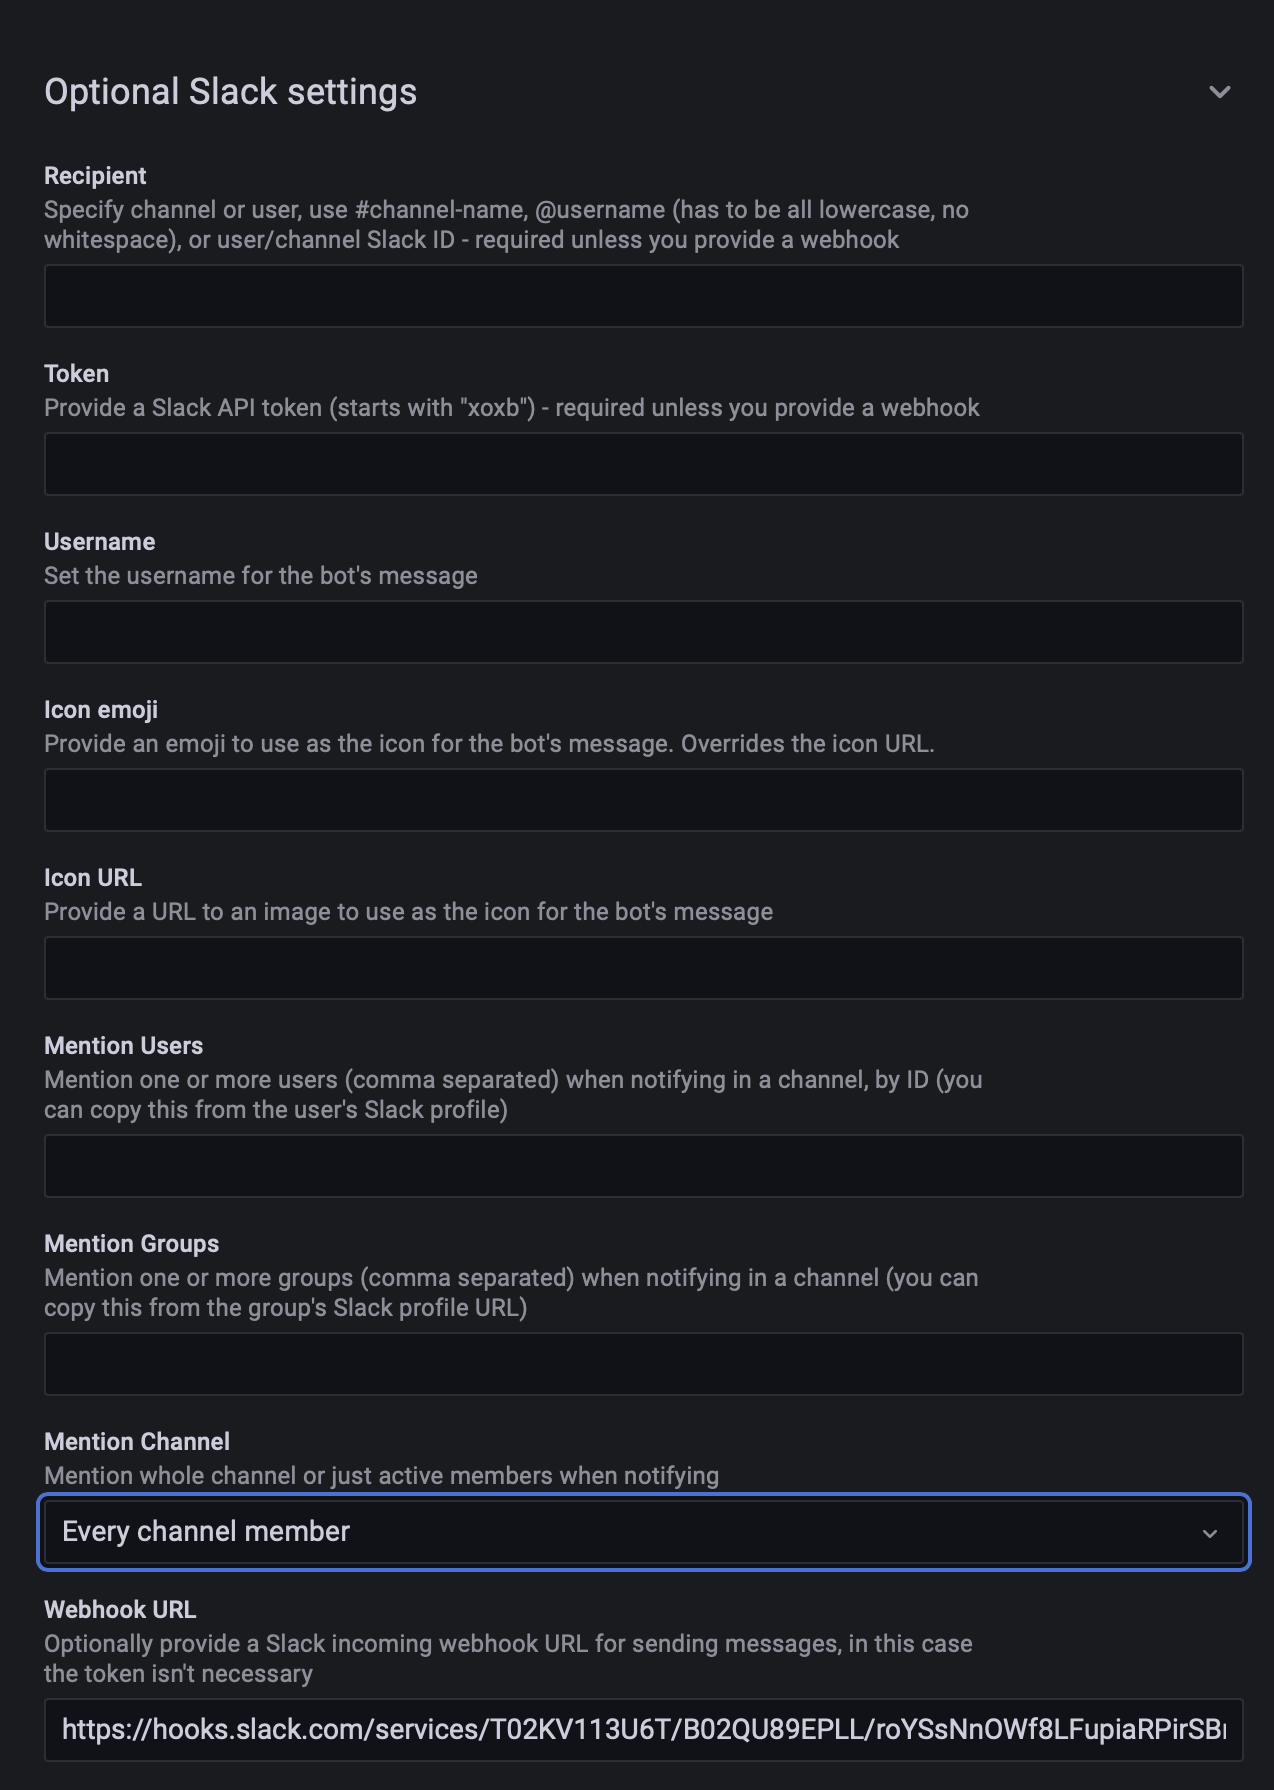 Optional Slack settings
Recipient
Specify channel or user, use #channel-name, @username (has to be all lowercase, no
whitespace), or user/channel Slack ID - required unless you provide a webhook
Token
Provide a Slack API token (starts with "xoxb") - required unless you provide a webhook
Username
Set the username for the bot's message
Icon emoji
Provide an emoji to use as the icon for the bot's message. Overrides the icon URL.
Icon URL
Provide a URL to an image to use as the icon for the bot's message
Mention Users
Mention one or more users (comma separated) when notifying in a channel, by ID (you
can copy this from the user's Slack profile)
Mention Groups
Mention one or more groups (comma separated) when notifying in a channel (you can
copy this from the group's Slack profile URL)
Mention Channel
Mention whole channel or just active members when notifying
Every channel member
Webhook URL
Optionally provide a Slack incoming webhook URL for sending messages, in this case
the token isn't necessary
https://hooks.slack.com/services/T02KV113U6T/B02QU89EPLL/roYSsNnOWf8LFupiaRPirSB